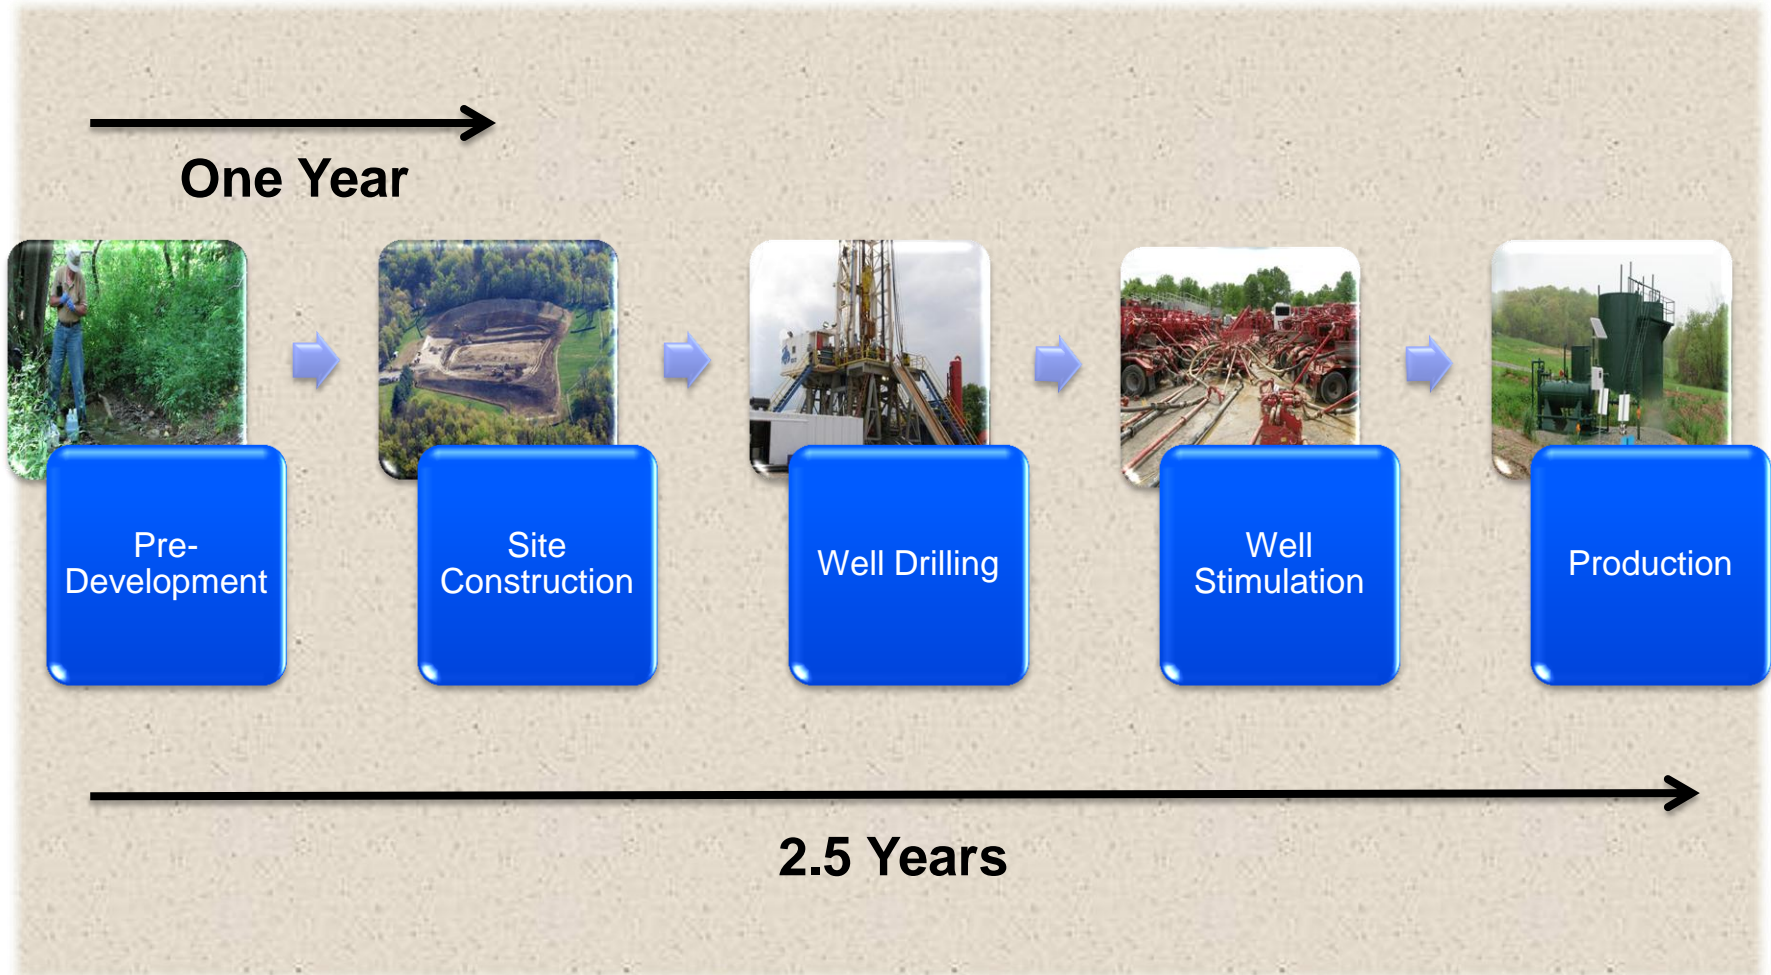 One Year
Pre-
Development
Site
Construction
Well Drilling
Well
Stimulation
Production
2.5 Years